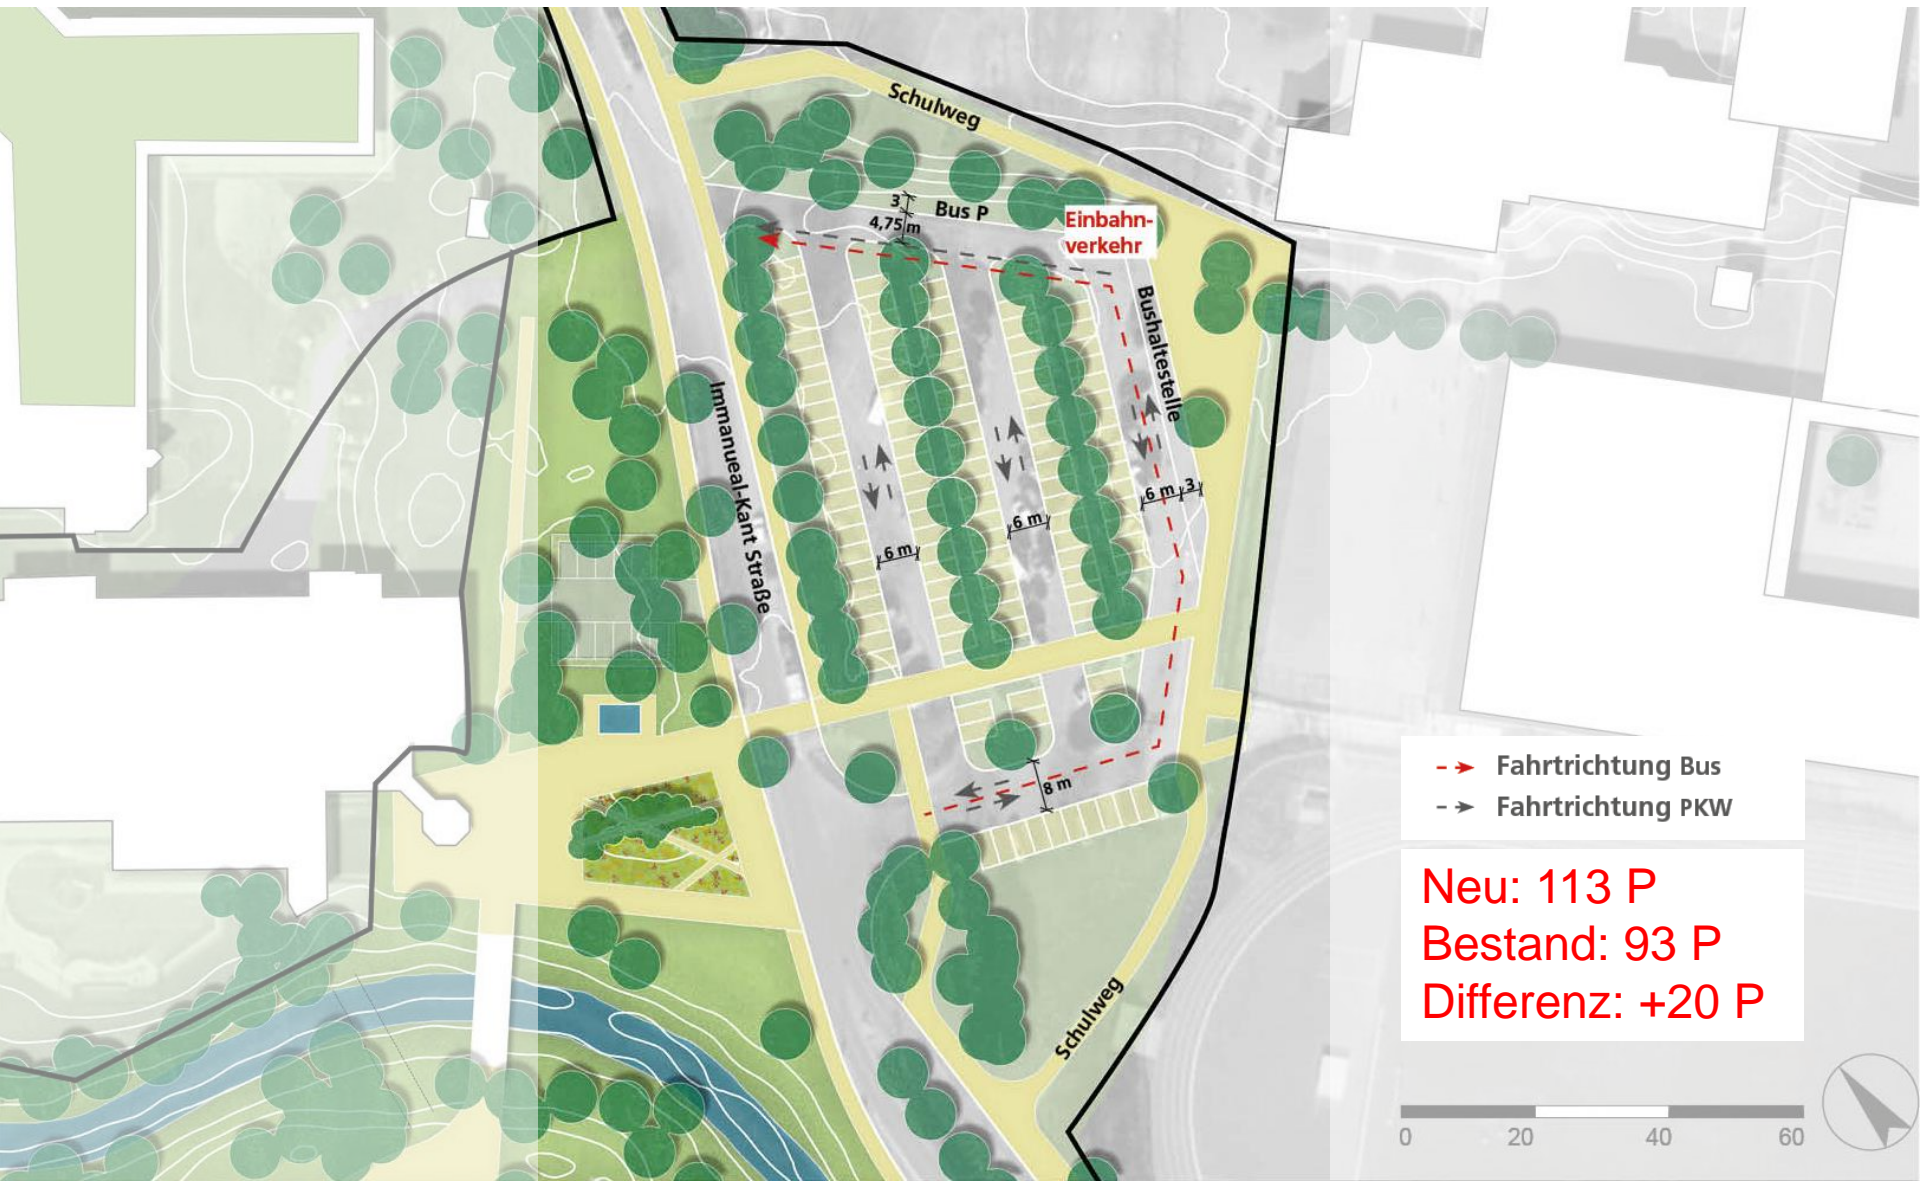 Schulweg
3
Bus P
4,75 m
Einbahn-
verkehr
Bushaltestelle
Immanueal-Kant Straße
6 m
3
6 m
6 m
8 m
Fahrtrichtung Bus
Fahrtrichtung PKW
Neu: 113 P
Bestand: 93 P
Differenz: +20 P
Schulweg
0 20 40 60